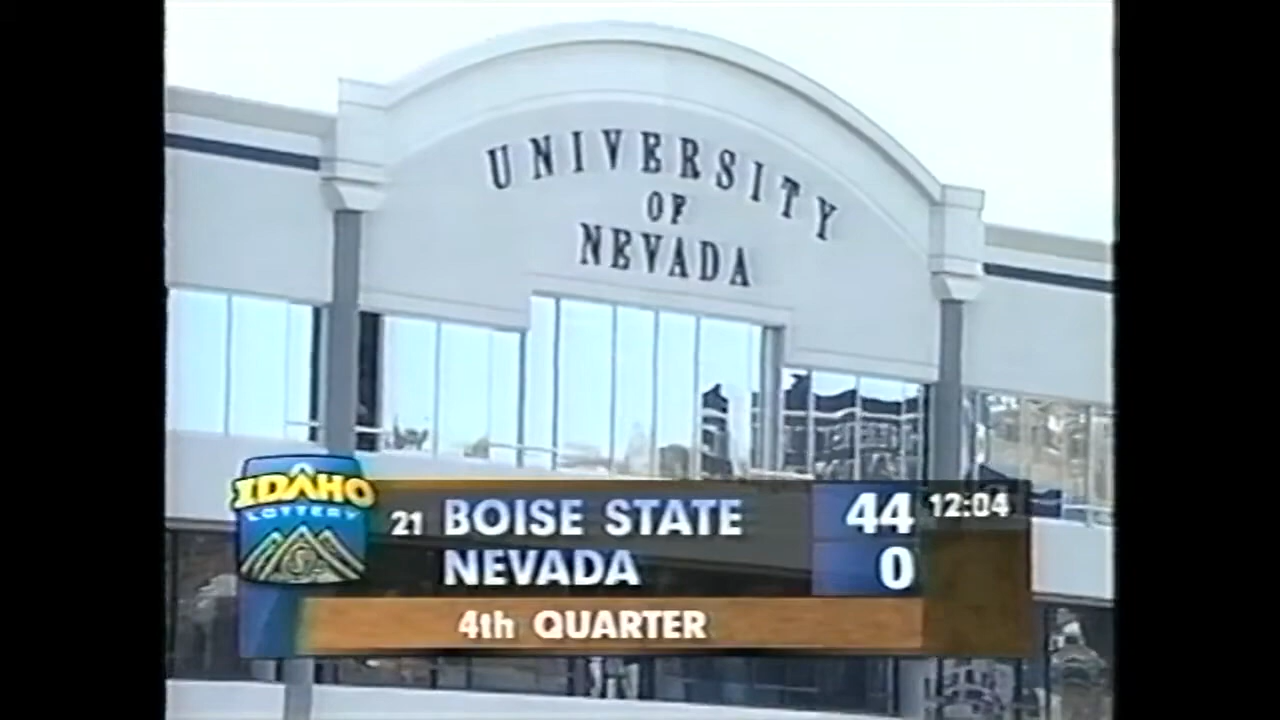 UNIVERSITY
OF
NEVADA
IDAHO
LOTTERY
21 BOISE STATE 44 12:04
NEVADA 0
4th QUARTER